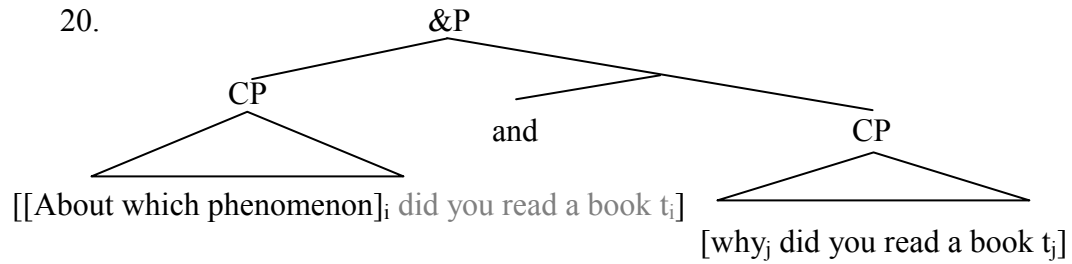 20.
&P
CP
and
CP
[[About which phenomenon]i did you read a book ti]
[whyj did you read a book tj]